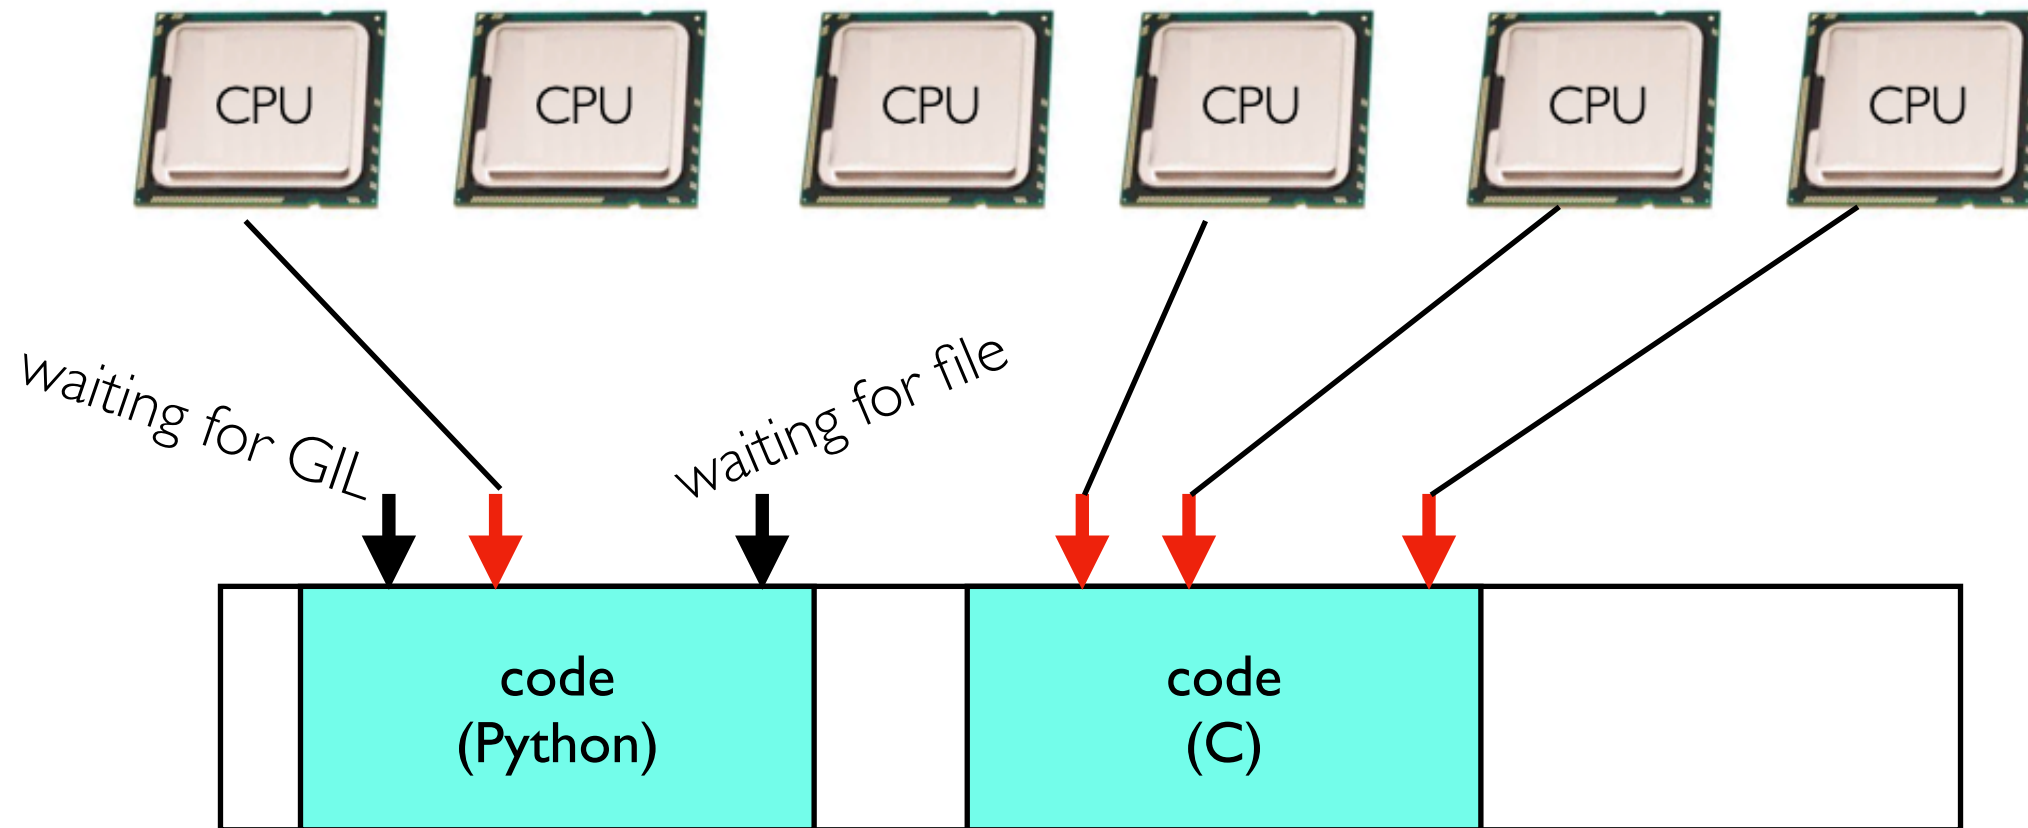 CPU
CPU
CPU
CPU
CPU
CPU
waiting for GIL
waiting for file
code
(Python)
code
(C)